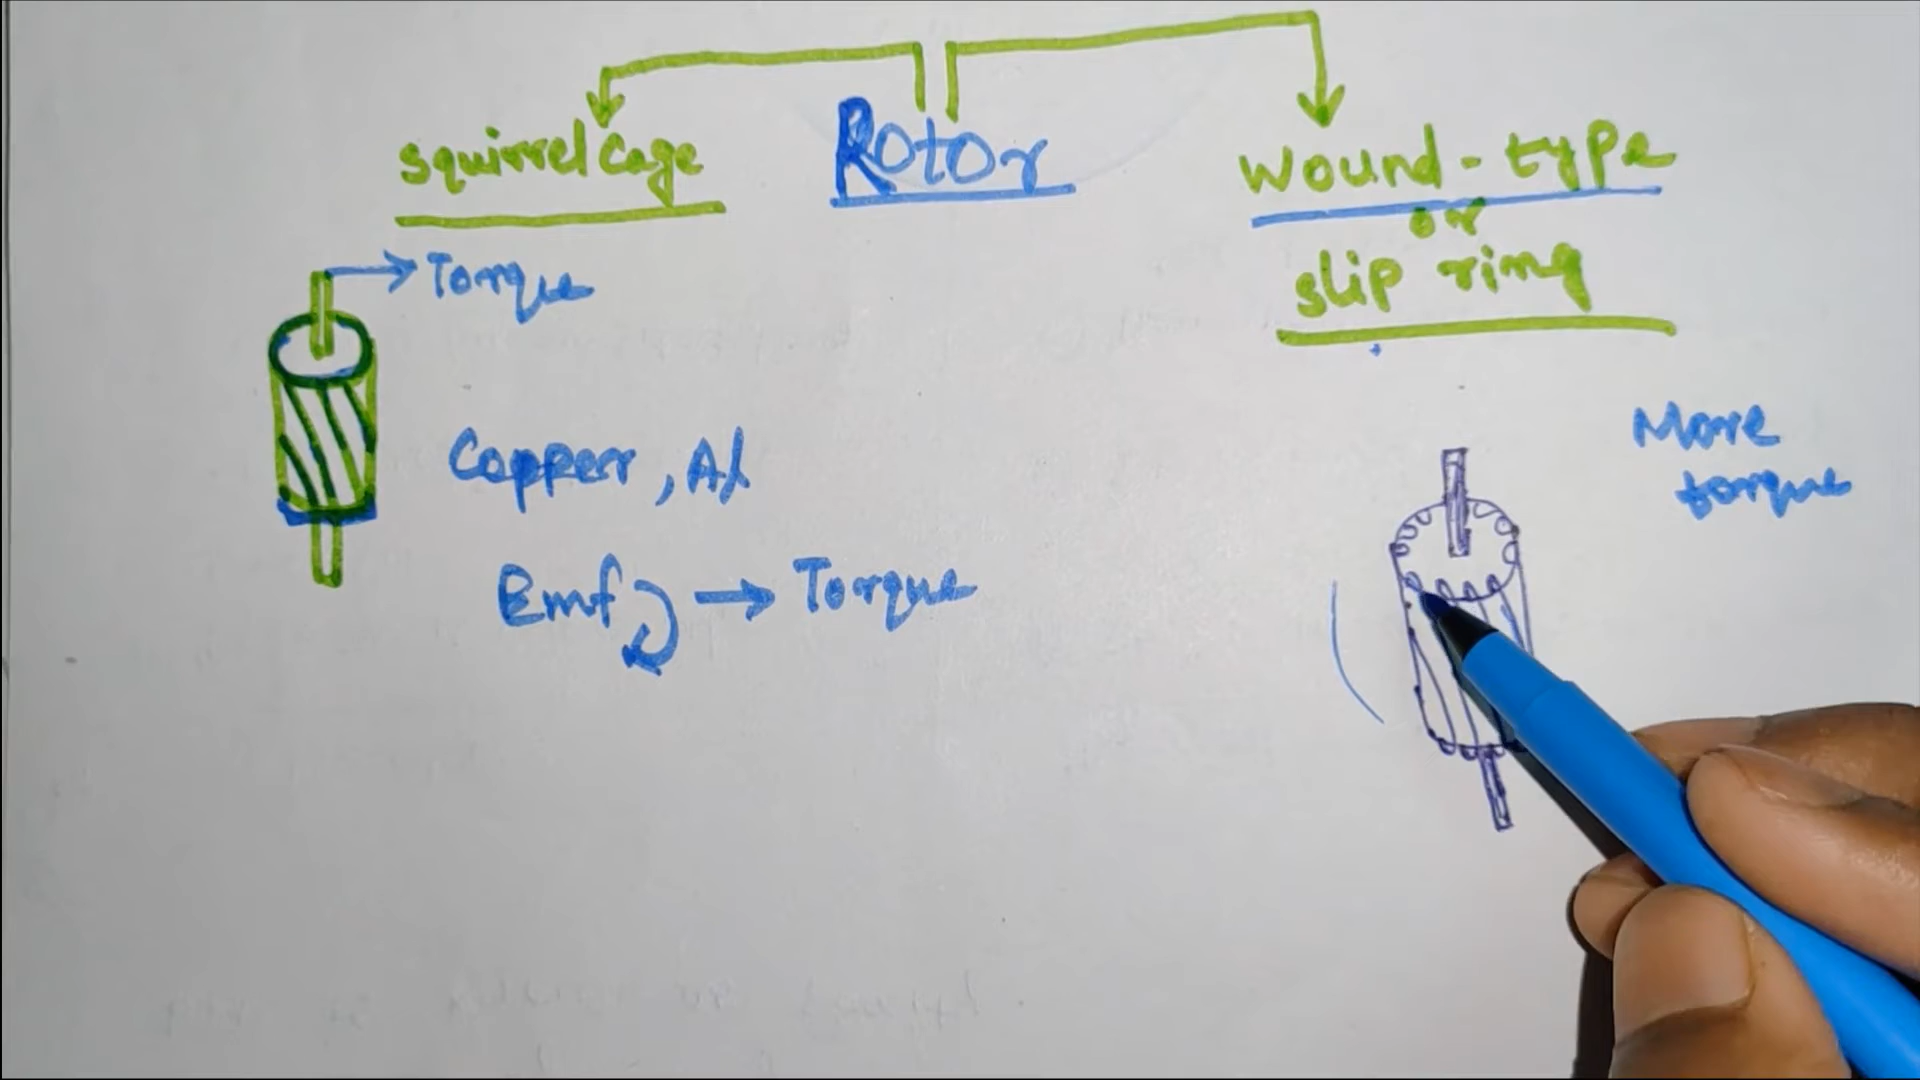 Rotor
squirrel Cage
Torque
Copperr, Al
Emf → Torque
wound-type
or
slip ring
More
torque